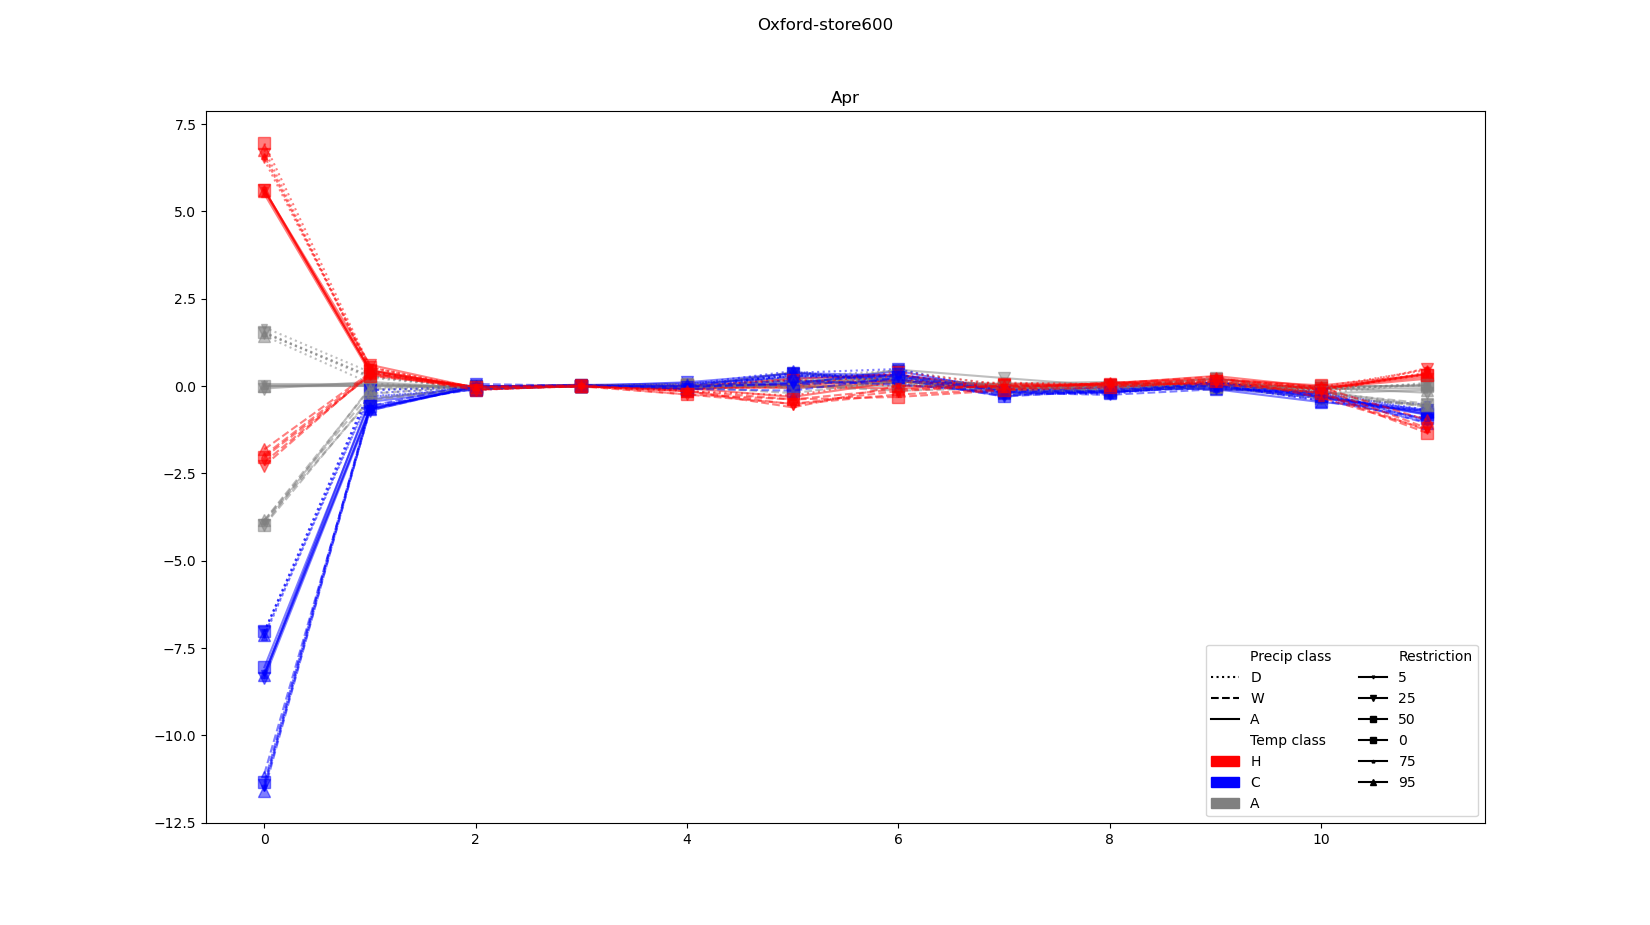 Oxford-store600
Apr
7.5
5.0
2.5
0.0
−2.5
−5.0
−7.5
−10.0
−12.5
0 2 4 6 8 10
Precip class
D
W
A
Temp class
H
C
A
Restriction
5
25
50
0
75
95